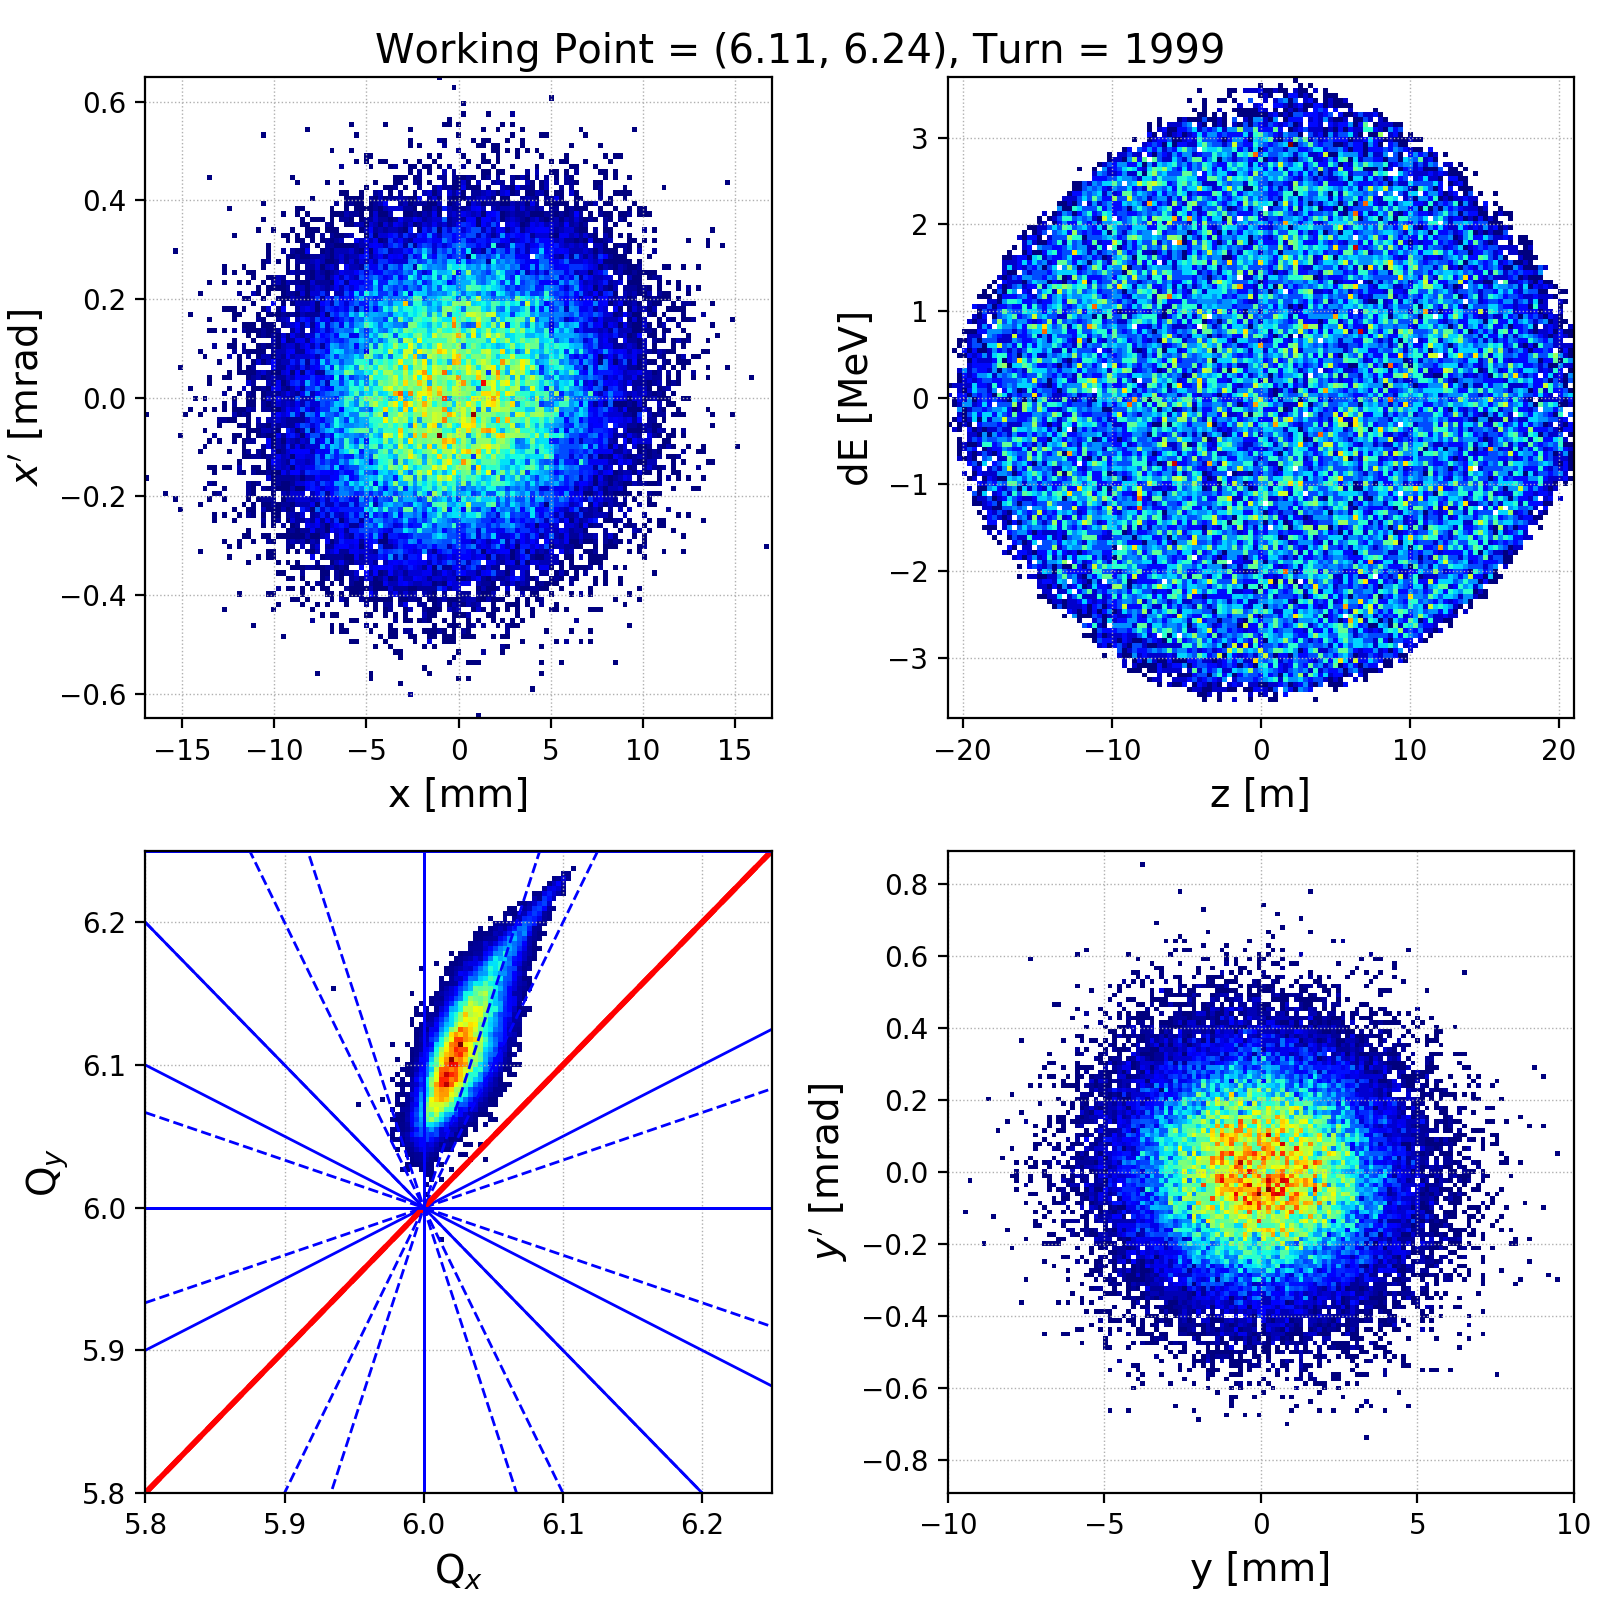 Working Point = (6.11, 6.24), Turn = 1999
0.6
0.4
0.2
0.0
−0.2
−0.4
−0.6
x′ [mrad]
−15 −10 −5 0 5 10 15
x [mm]
3
2
1
0
−1
−2
−3
dE [MeV]
−20 −10 0 10 20
z [m]
6.2
6.1
6.0
5.9
5.8
Qy
5.8 5.9 6.0 6.1 6.2
Qx
0.8
0.6
0.4
0.2
0.0
−0.2
−0.4
−0.6
−0.8
y′ [mrad]
−10 −5 0 5 10
y [mm]